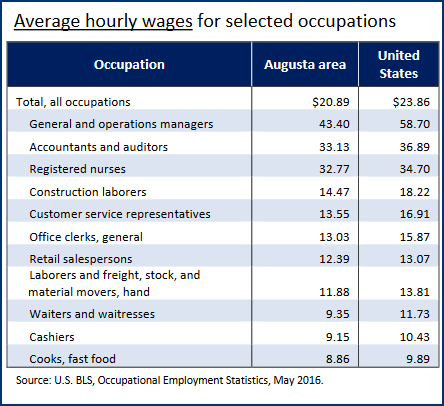 Average hourly wages for selected occupations
Occupation Augusta area United States
Total, all occupations $20.89 $23.86
General and operations managers 43.40 58.70
Accountants and auditors 33.13 36.89
Registered nurses 32.77 34.70
Construction laborers 14.47 18.22
Customer service representatives 13.55 16.91
Office clerks, general 13.03 15.87
Retail salespersons 12.39 13.07
Laborers and freight, stock, and
material movers, hand 11.88 13.81
Waiters and waitresses 9.35 11.73
Cashiers 9.15 10.43
Cooks, fast food 8.86 9.89
Source: U.S. BLS, Occupational Employment Statistics, May 2016.